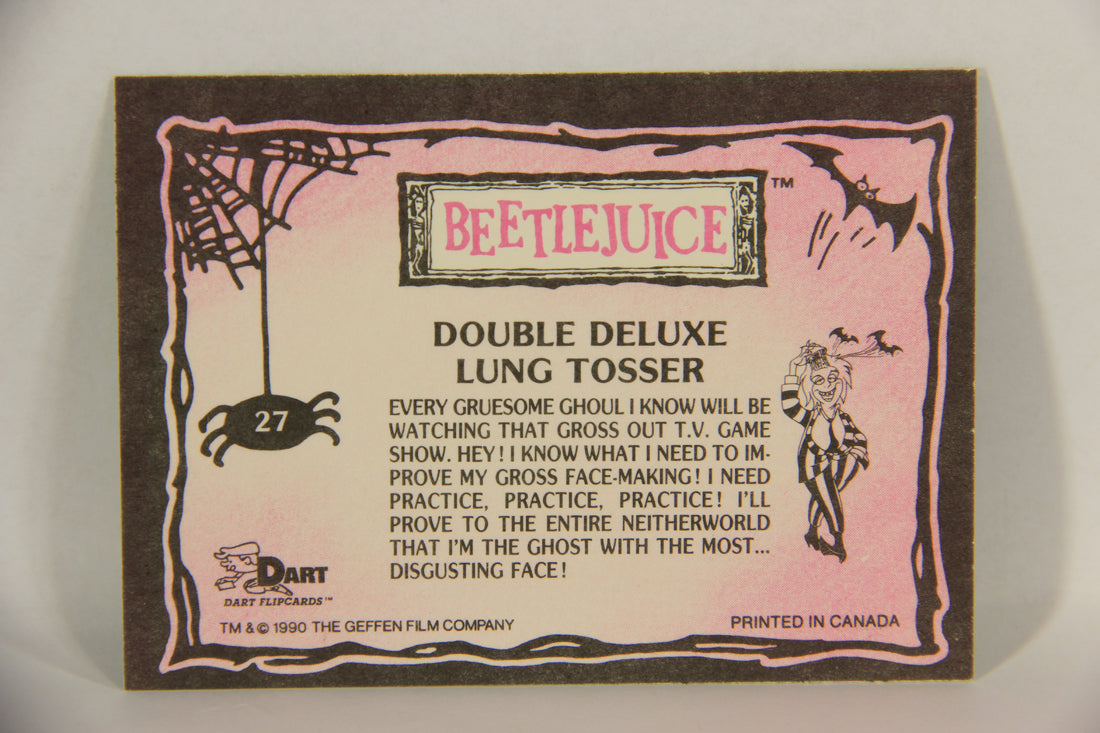 BEETLEJUICE TM
DOUBLE DELUXE
LUNG TOSSER
27
EVERY GRUESOME GHOUL I KNOW WILL BE
WATCHING THAT GROSS OUT T.V. GAME
SHOW. HEY! I KNOW WHAT I NEED TO IM-
PROVE MY GROSS FACE-MAKING! I NEED
PRACTICE, PRACTICE, PRACTICE! I'LL
PROVE TO THE ENTIRE NEITHERWORLD
THAT I'M THE GHOST WITH THE MOST...
DISGUSTING FACE!
DART
DART FLIPCARDS™
TM & © 1990 THE GEFFEN FILM COMPANY
PRINTED IN CANADA